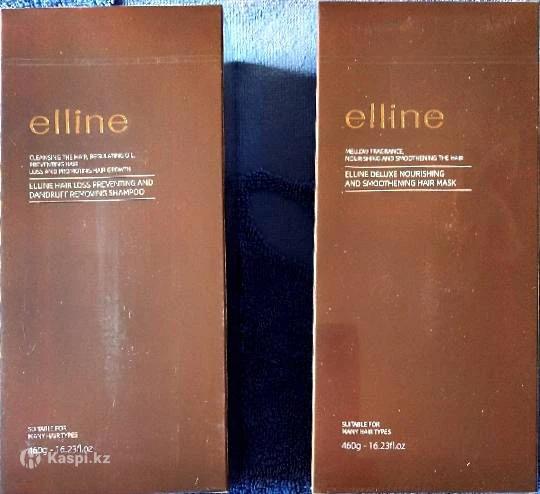 elline
CLEANSING THE HAIR, REGULATING OIL,
PREVENTING HAIR
LOSS AND PROMOTING HAIR GROWTH
ELLINE HAIR LOSS PREVENTING AND
DANDRUFF REMOVING SHAMPOO
SUITABLE FOR
MANY HAIR TYPES
460g - 16.23fl.oz
Kaspi.kz
elline
MELLOW FRAGRANCE,
NOURISHING AND SMOOTHENING THE HAIR
ELLINE DELUXE NOURISHING
AND SMOOTHENING HAIR MASK
SUITABLE FOR
MANY HAIR TYPES
460g - 16.23fl.oz